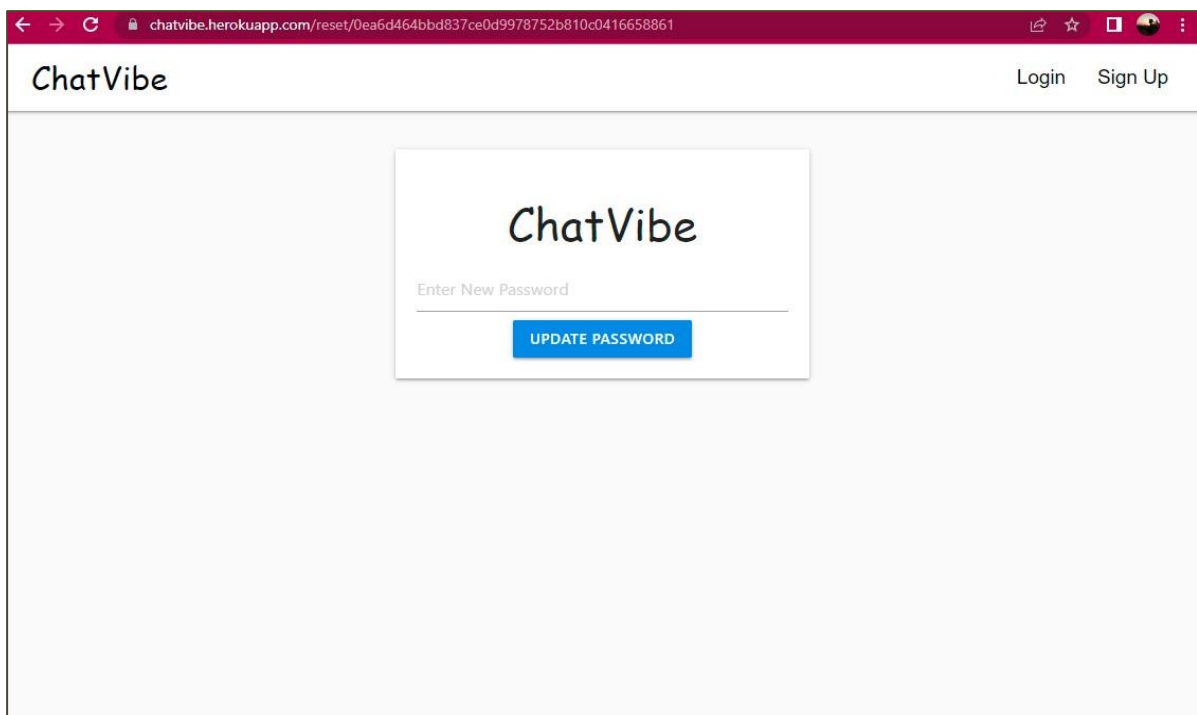 chatvibe.herokuapp.com/reset/0ea6d464bbd837ce0d9978752b810c0416658861
ChatVibe Login Sign Up
ChatVibe
Enter New Password
UPDATE PASSWORD